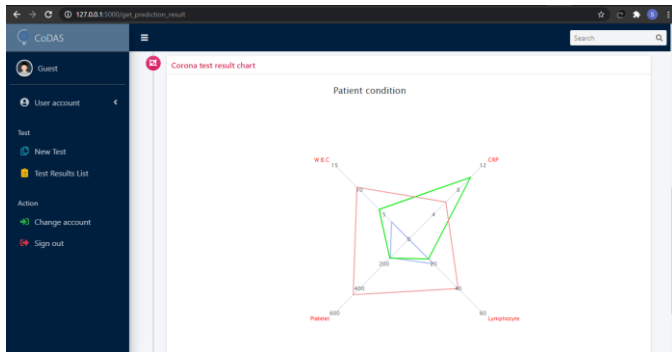 127.0.0.1:5000/get_prediction_result
CoDAS
Search
Guest
Corona test result chart
User account
Patient condition
Test
New Test
Test Results List
Action
Change account
Sign out
W.B.C
15
CRP
12
10
8
5
4
0
200
20
400
40
600
Platelet
60
Lymphocyte